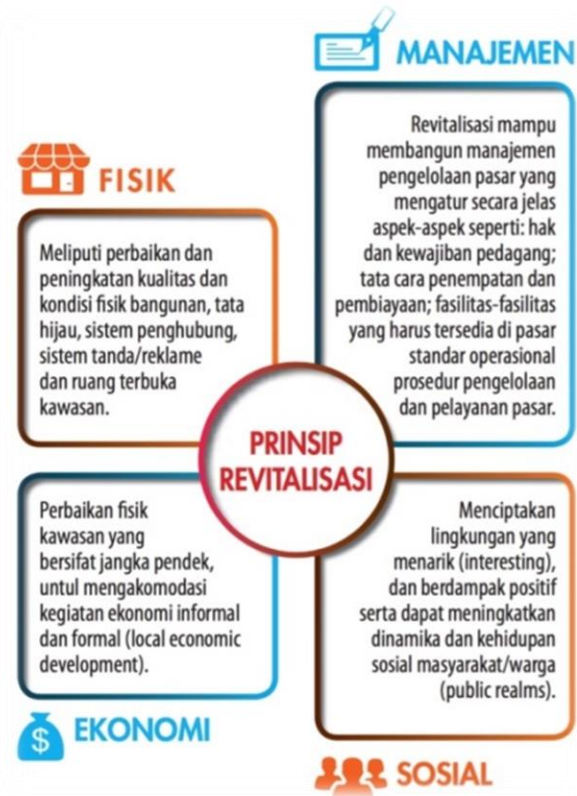 FISIK
Meliputi perbaikan dan
peningkatan kualitas dan
kondisi fisik bangunan, tata
hijau, sistem penghubung,
sistem tanda/reklame
dan ruang terbuka
kawasan.
MANAJEMEN
Revitalisasi mampu
membangun manajemen
pengelolaan pasar yang
mengatur secara jelas
aspek-aspek seperti: hak
dan kewajiban pedagang;
tata cara penempatan dan
pembiayaan; fasilitas-fasilitas
yang harus tersedia di pasar
standar operasional
prosedur pengelolaan
dan pelayanan pasar.
PRINSIP
REVITALISASI
Perbaikan fisik
kawasan yang
bersifat jangka pendek,
untul mengakomodasi
kegiatan ekonomi informal
dan formal (local economic
development).
$ EKONOMI
Menciptakan
lingkungan yang
menarik (interesting),
dan berdampak positif
serta dapat meningkatkan
dinamika dan kehidupan
sosial masyarakat/warga
(public realms).
SOSIAL